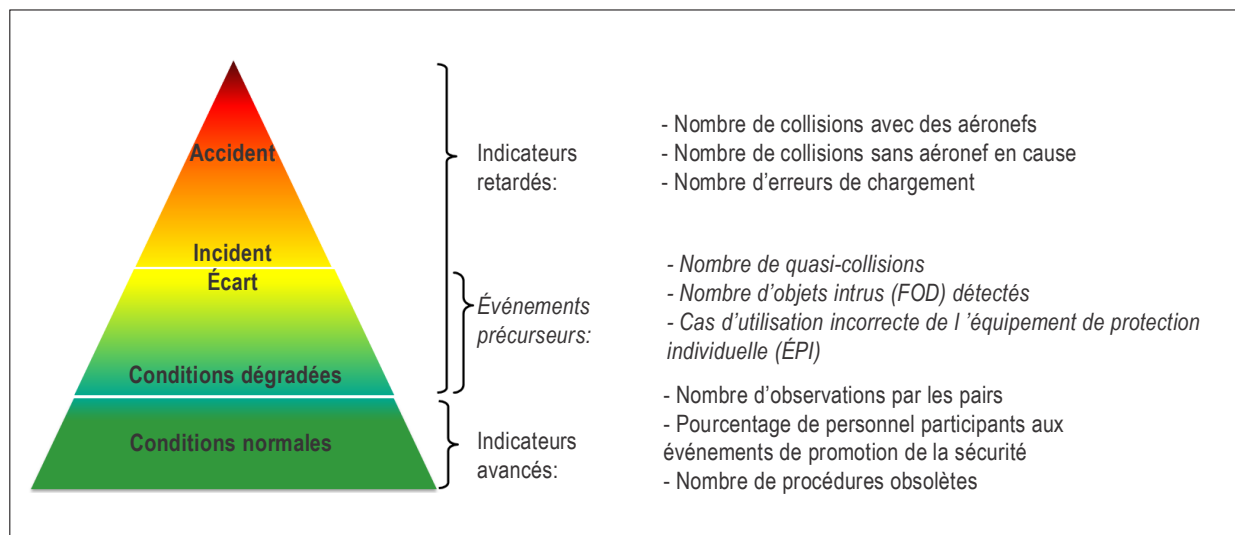 Accident
Incident
Écart
Conditions dégradées
Conditions normales
Indicateurs
retardés:
- Nombre de collisions avec des aéronefs
- Nombre de collisions sans aéronef en cause
- Nombre d’erreurs de chargement
Événements
précurseurs:
- Nombre de quasi-collisions
- Nombre d’objets intrus (FOD) détectés
- Cas d’utilisation incorrecte de l ’équipement de protection
individuelle (ÉPI)
Indicateurs
avancés:
- Nombre d’observations par les pairs
- Pourcentage de personnel participants aux
événements de promotion de la sécurité
- Nombre de procédures obsolètes